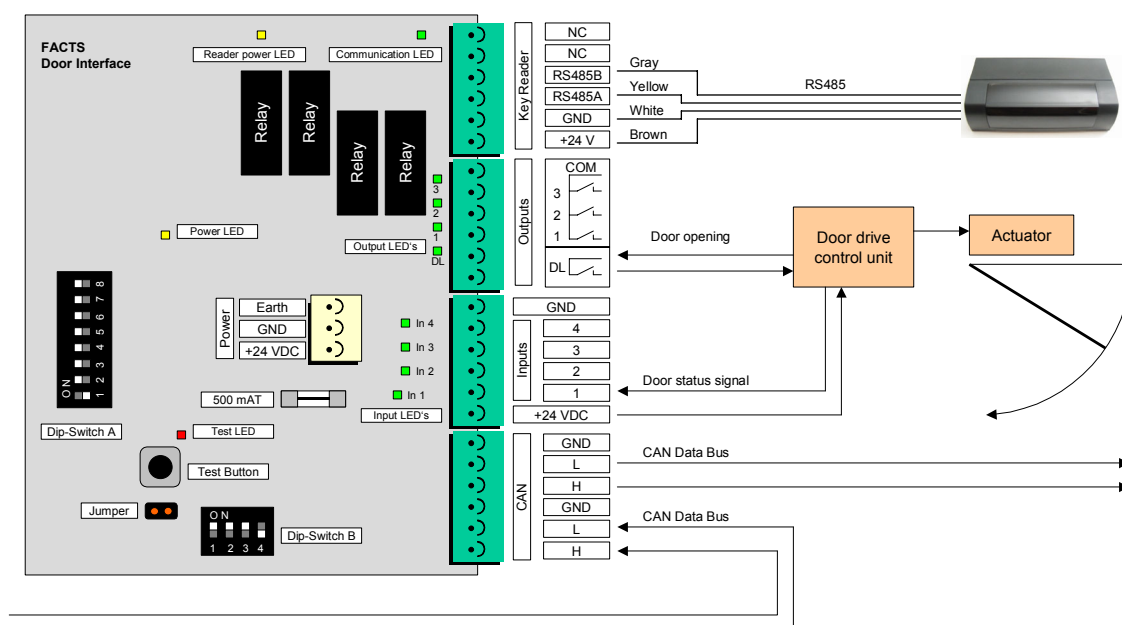 FACTS
Door Interface
Reader power LED
Communication LED
Relay
Relay
Relay
Relay
3
2
1
DL
Output LED's
Power LED
8
7
6
5
4
3
2
1
ON
Dip-Switch A
Power
Earth
GND
+24 VDC
500 mAT
In 4
In 3
In 2
In 1
Input LED's
Test LED
Test Button
Jumper
ON
1 2 3 4
Dip-Switch B
Key Reader
NC
NC
RS485B
RS485A
GND
+24 V
Gray
Yellow
White
Brown
RS485
Outputs
COM
3
2
1
DL
Door opening
Door drive
control unit
Actuator
GND
Inputs
4
3
2
1
+24 VDC
Door status signal
CAN
GND
L
H
GND
L
H
CAN Data Bus
CAN Data Bus